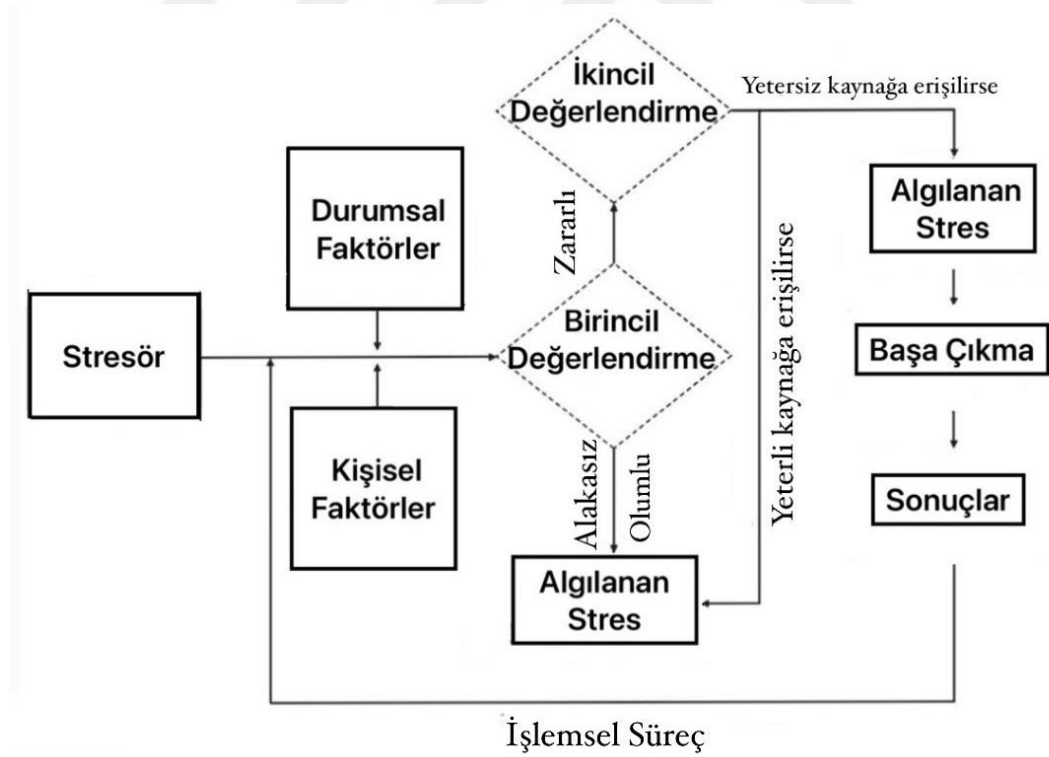 İkincil
Değerlendirme
Yetersiz kaynağa erişilirse
Durumsal
Faktörler
Zararlı
Yeterli kaynağa erişilirse
Algılanan
Stres
Stresör
Birincil
Değerlendirme
Başa Çıkma
Kişisel
Faktörler
Alakasız
Olumlu
Sonuçlar
Algılanan
Stres
İşlemsel Süreç